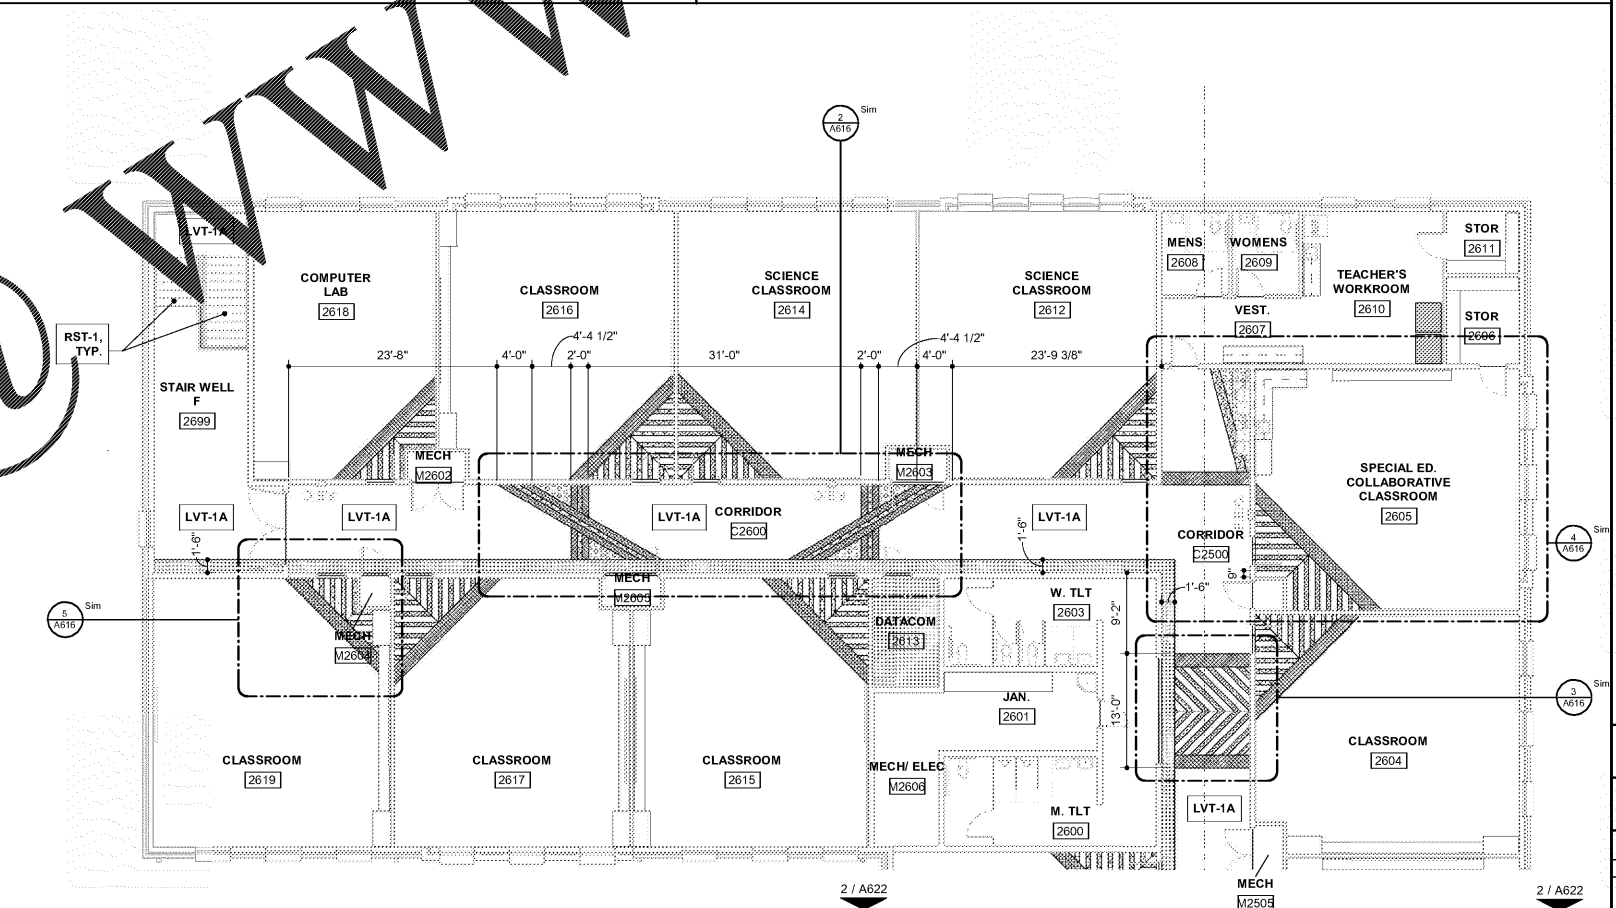 WWW
@
2
A616
Sim
LVT-1A
COMPUTER
LAB
2618
CLASSROOM
2616
SCIENCE
CLASSROOM
2614
SCIENCE
CLASSROOM
2612
MENS
2608
WOMENS
2609
TEACHER'S
WORKROOM
2610
STOR
2611
VEST.
2607
STOR
2606
RST-1,
TYP.
23'-8"
4'-0"
2'-0"
4'-4 1/2"
31'-0"
2'-0"
4'-4 1/2"
4'-0"
23'-9 3/8"
STAIR WELL
F
2699
MECH
M2602
MECH
M2603
SPECIAL ED.
COLLABORATIVE
CLASSROOM
2605
LVT-1A
LVT-1A
LVT-1A
CORRIDOR
C2600
LVT-1A
CORRIDOR
C2500
1'-6"
1'-6"
9"
1'-6"
4
A616
Sim
5
A616
Sim
MECH
M2604
MECH
M2605
DATACOM
2613
W. TLT
2603
9'-2"
13'-0"
JAN.
2601
3
A616
Sim
CLASSROOM
2619
CLASSROOM
2617
CLASSROOM
2615
MECH/ ELEC
M2606
M. TLT
2600
LVT-1A
CLASSROOM
2604
MECH
M2505
2 / A622
2 / A622